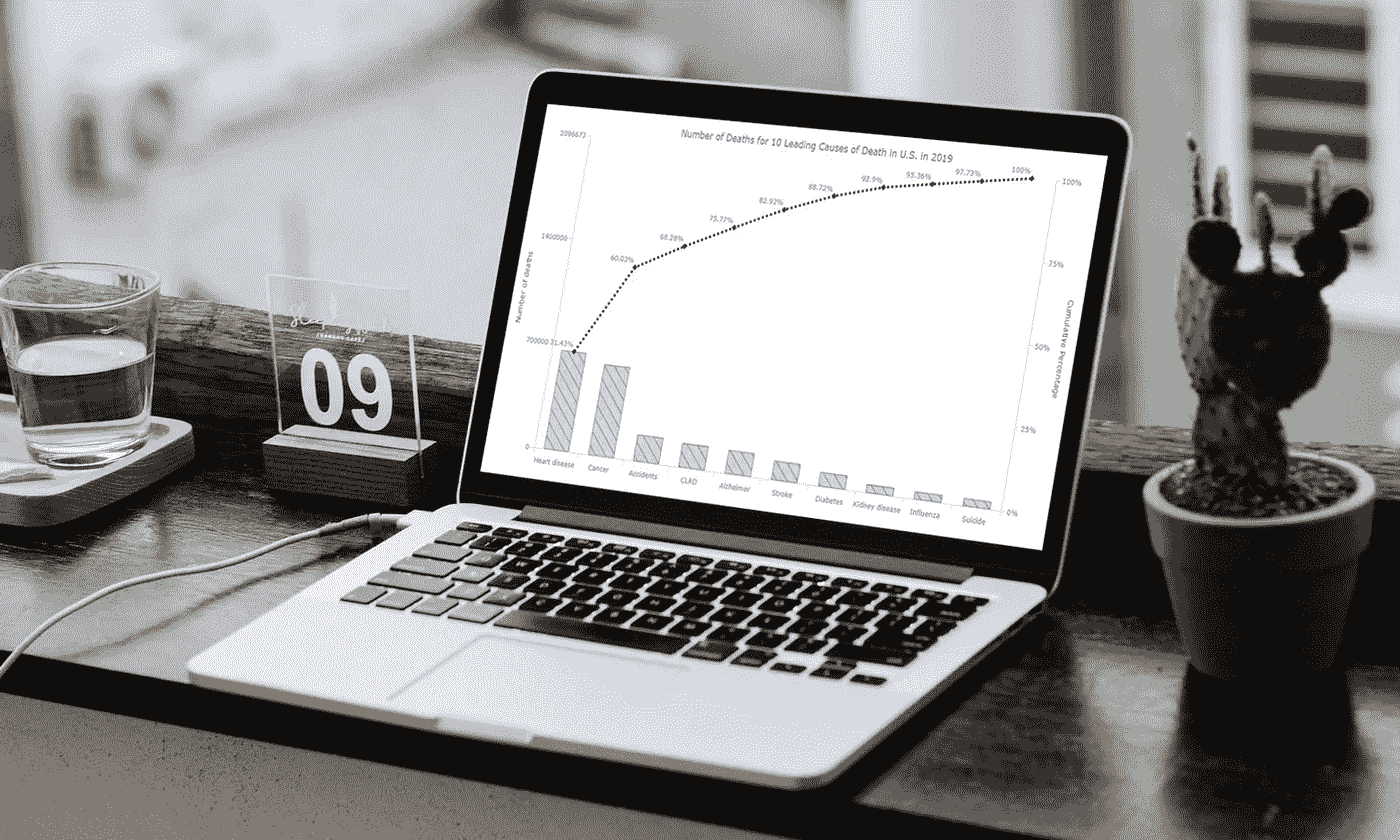 Number of Deaths for 10 Leading Causes of Death in U.S. in 2019
2096673
1400000
700000
0
Number of deaths
31.43%
60.03%
68.28%
75.77%
82.92%
88.72%
92.9%
95.36%
97.73%
100%
100%
75%
50%
25%
0%
Cumulative Percentage
Heart disease
Cancer
Accidents
CLRD
Alzheimer
Stroke
Diabetes
Kidney disease
Influenza
Suicide
09